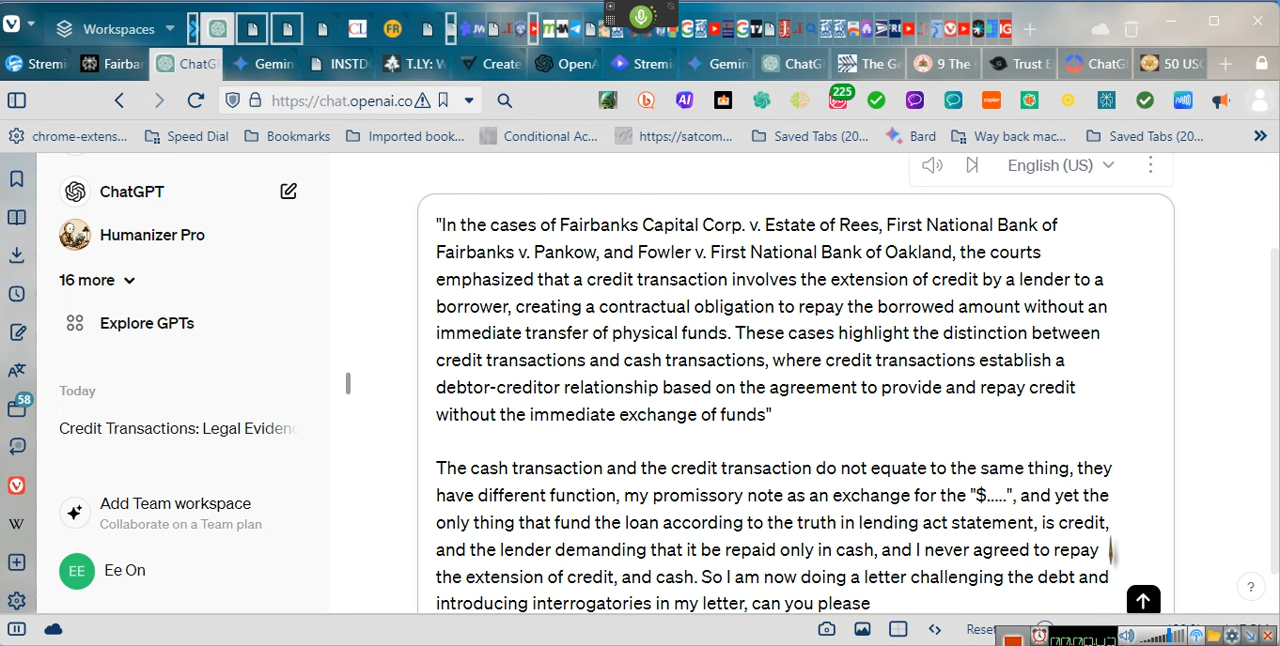 Workspaces
CL
FR
IG
Stremi
Fairba
ChatG
Gemin
INSTD
T.LY: W
Create
OpenA
Stremi
Gemin
ChatG
The G
9 The
Trust E
ChatGl
50 USC
https://chat.openai.co
AI
225
chrome-extens...
Speed Dial
Bookmarks
Imported book...
Conditional Ac...
https://satcom...
Saved Tabs (20...
Bard
Way back mac...
Saved Tabs (20...
English (US)
ChatGPT
Humanizer Pro
16 more
Explore GPTs
Today
Credit Transactions: Legal Evidenc
Add Team workspace
Collaborate on a Team plan
EE
Ee On
58
W
"In the cases of Fairbanks Capital Corp. v. Estate of Rees, First National Bank of
Fairbanks v. Pankow, and Fowler v. First National Bank of Oakland, the courts
emphasized that a credit transaction involves the extension of credit by a lender to a
borrower, creating a contractual obligation to repay the borrowed amount without an
immediate transfer of physical funds. These cases highlight the distinction between
credit transactions and cash transactions, where credit transactions establish a
debtor-creditor relationship based on the agreement to provide and repay credit
without the immediate exchange of funds"
The cash transaction and the credit transaction do not equate to the same thing, they
have different function, my promissory note as an exchange for the "$.....", and yet the
only thing that fund the loan according to the truth in lending act statement, is credit,
and the lender demanding that it be repaid only in cash, and I never agreed to repay
the extension of credit, and cash. So I am now doing a letter challenging the debt and
introducing interrogatories in my letter, can you please
?
Reset